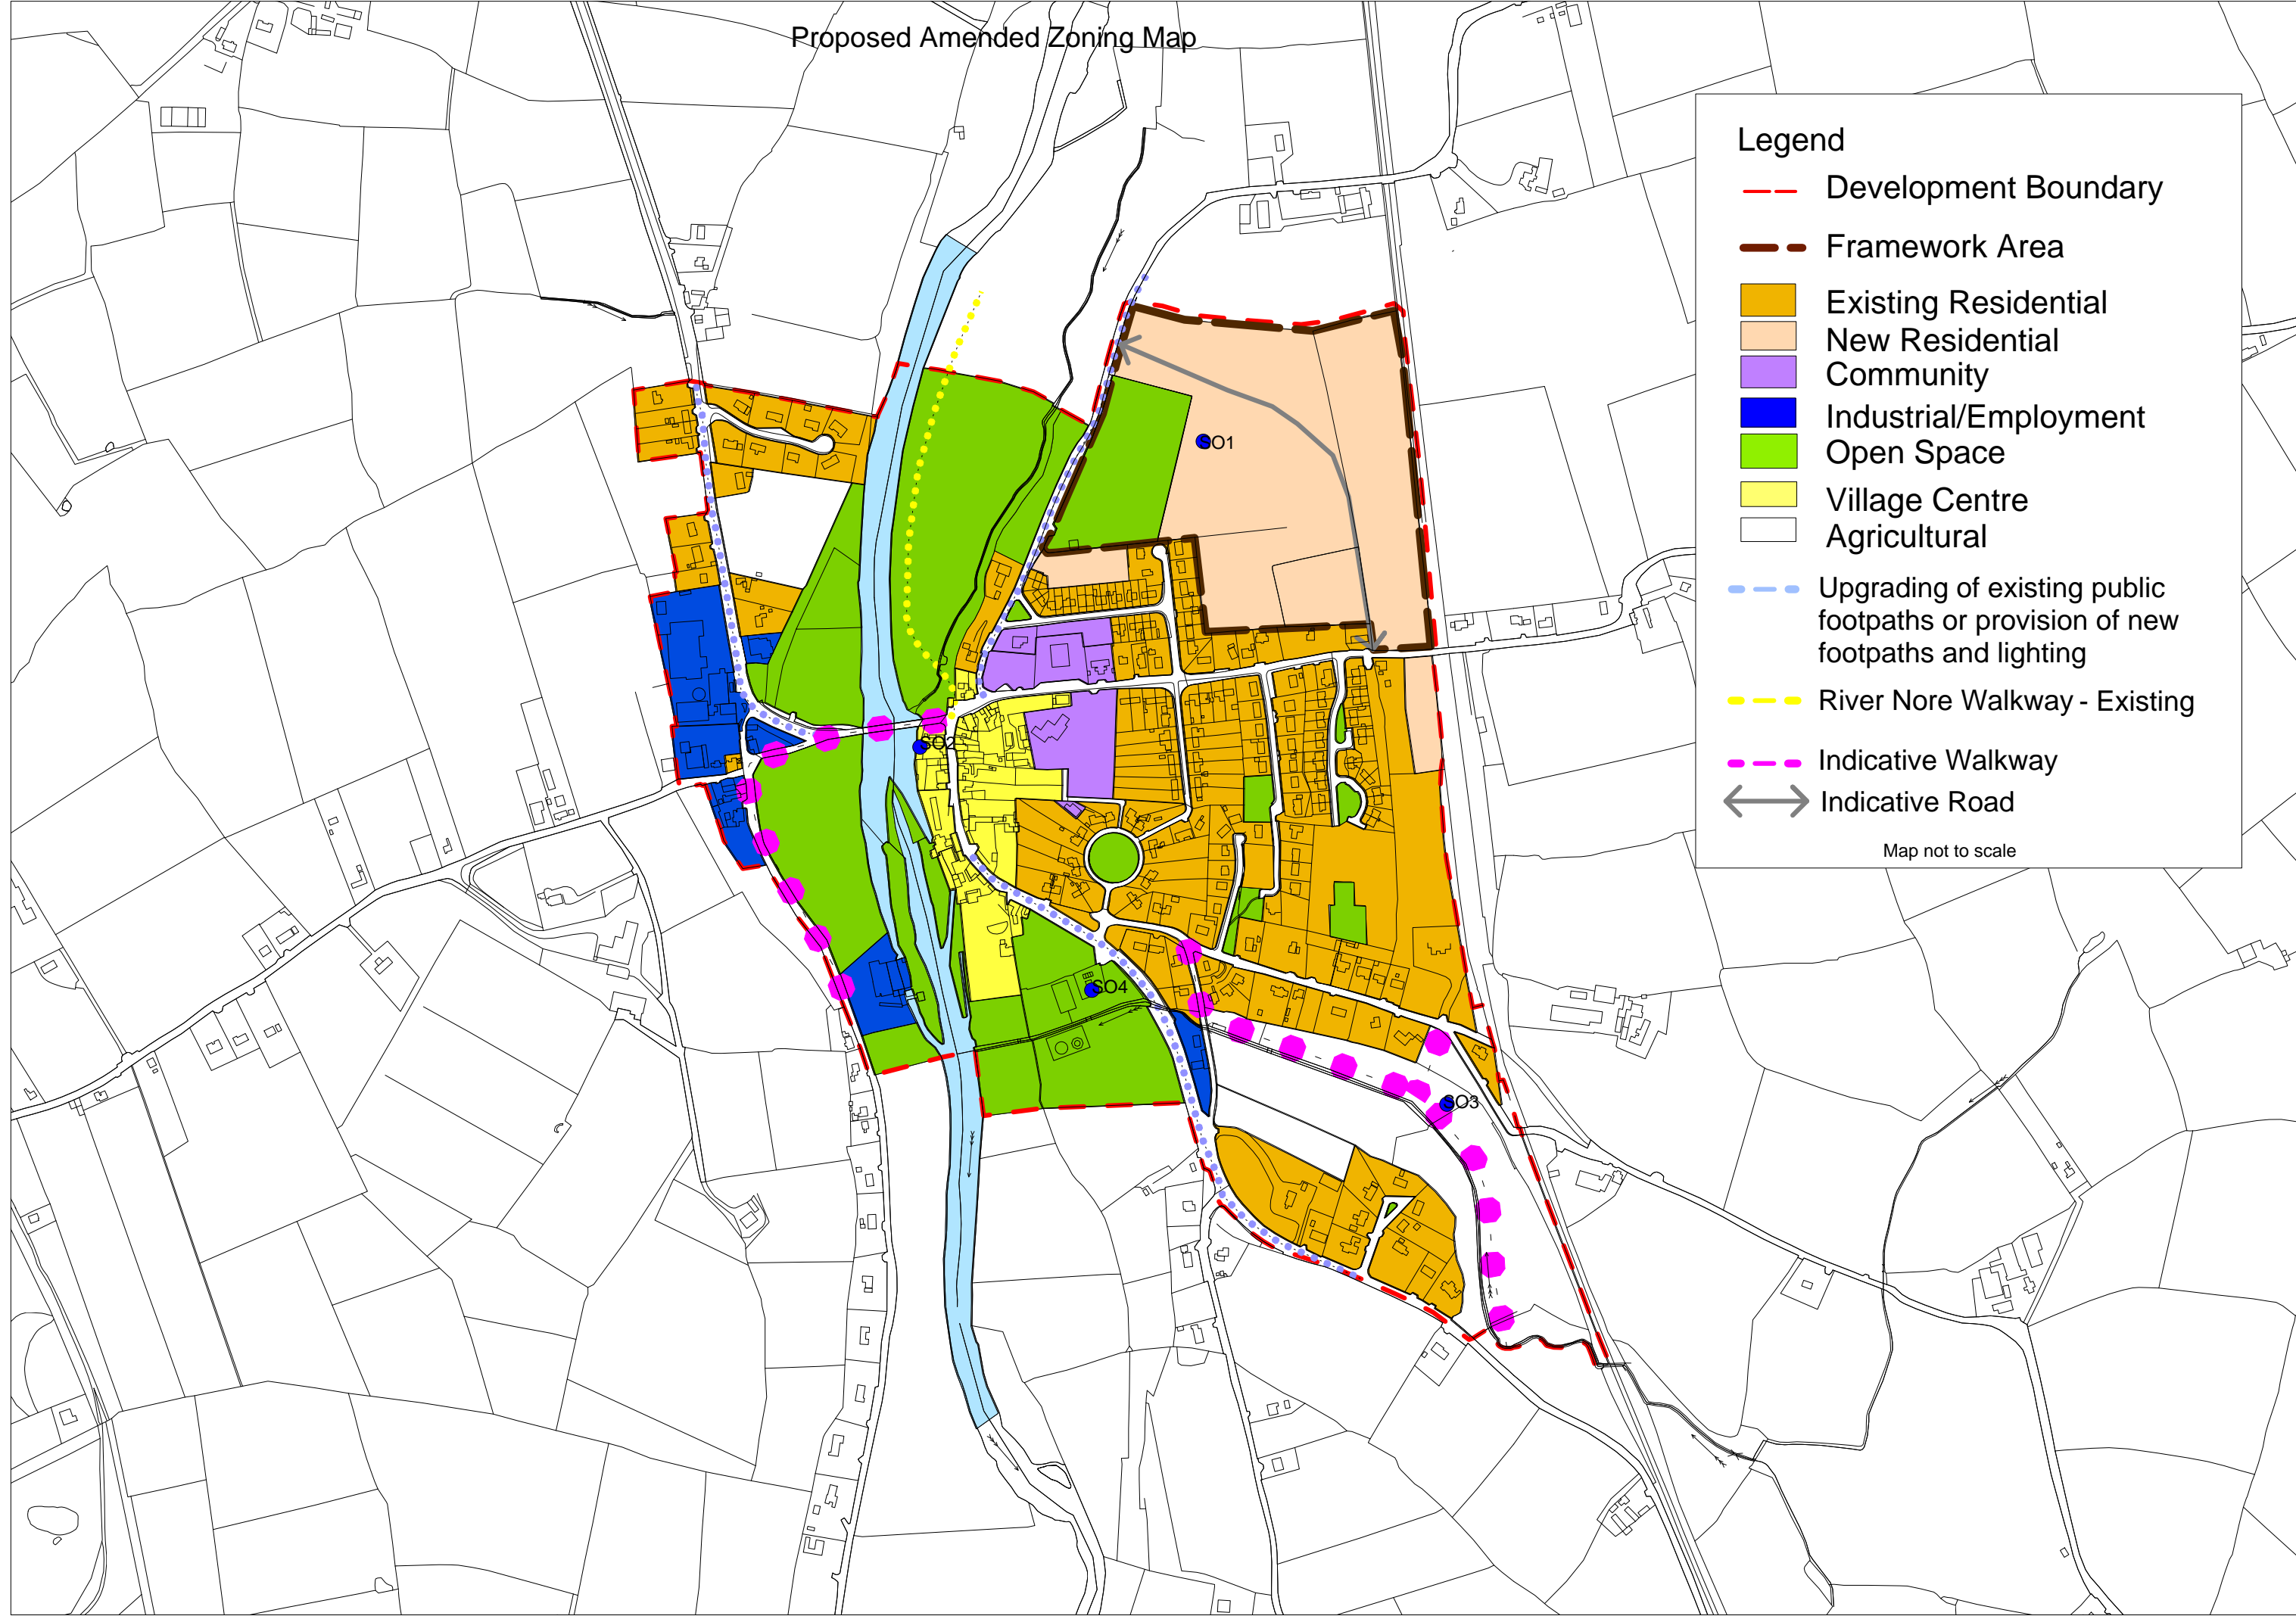 Proposed Amended Zoning Map
Legend
Development Boundary
Framework Area
Existing Residential
New Residential
Community
Industrial/Employment
Open Space
Village Centre
Agricultural
Upgrading of existing public
footpaths or provision of new
footpaths and lighting
River Nore Walkway - Existing
Indicative Walkway
Indicative Road
Map not to scale
SO1
SO2
SO4
SO3